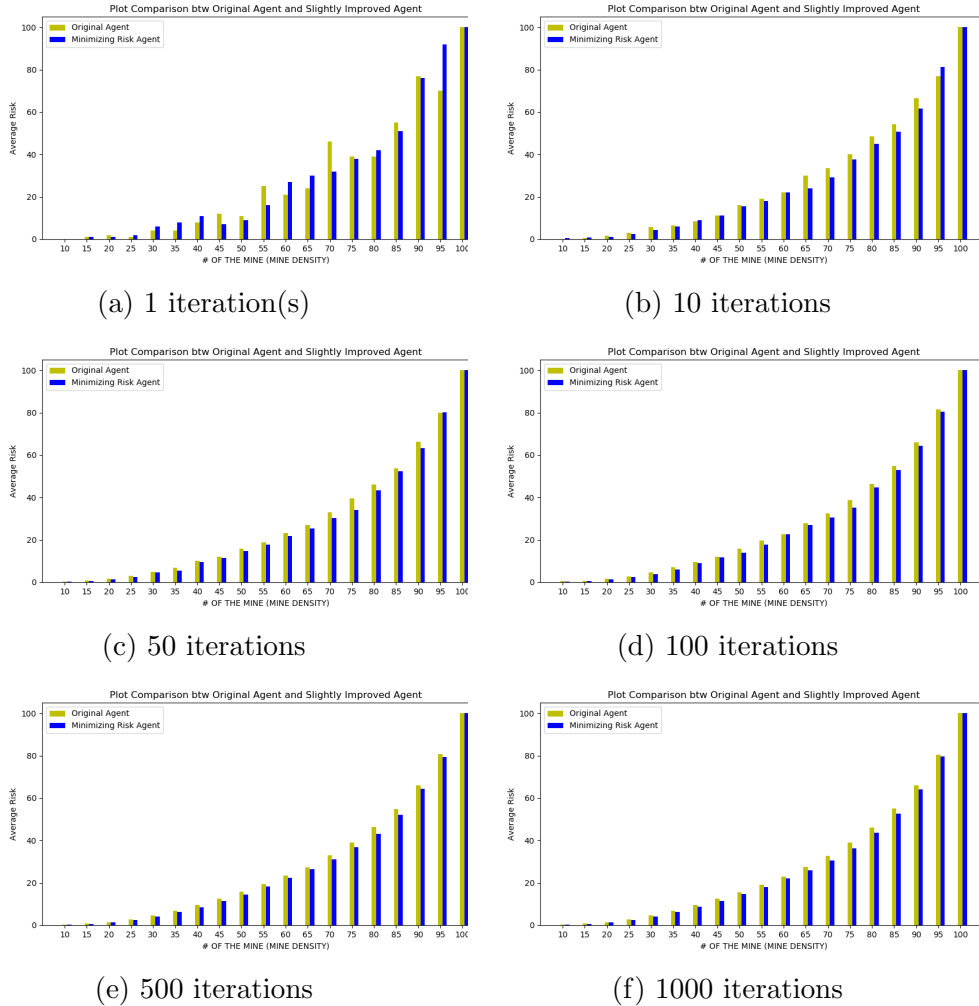 Plot Comparison btw Original Agent and Slightly Improved Agent
Original Agent
Minimizing Risk Agent
100
80
60
40
20
0
Average Risk
10 15 20 25 30 35 40 45 50 55 60 65 70 75 80 85 90 95 100
# OF THE MINE (MINE DENSITY)
(a) 1 iteration(s)
Plot Comparison btw Original Agent and Slightly Improved Agent
Original Agent
Minimizing Risk Agent
100
80
60
40
20
0
Average Risk
10 15 20 25 30 35 40 45 50 55 60 65 70 75 80 85 90 95 100
# OF THE MINE (MINE DENSITY)
(b) 10 iterations
Plot Comparison btw Original Agent and Slightly Improved Agent
Original Agent
Minimizing Risk Agent
100
80
60
40
20
0
Average Risk
10 15 20 25 30 35 40 45 50 55 60 65 70 75 80 85 90 95 100
# OF THE MINE (MINE DENSITY)
(c) 50 iterations
Plot Comparison btw Original Agent and Slightly Improved Agent
Original Agent
Minimizing Risk Agent
100
80
60
40
20
0
Average Risk
10 15 20 25 30 35 40 45 50 55 60 65 70 75 80 85 90 95 100
# OF THE MINE (MINE DENSITY)
(d) 100 iterations
Plot Comparison btw Original Agent and Slightly Improved Agent
Original Agent
Minimizing Risk Agent
100
80
60
40
20
0
Average Risk
10 15 20 25 30 35 40 45 50 55 60 65 70 75 80 85 90 95 100
# OF THE MINE (MINE DENSITY)
(e) 500 iterations
Plot Comparison btw Original Agent and Slightly Improved Agent
Original Agent
Minimizing Risk Agent
100
80
60
40
20
0
Average Risk
10 15 20 25 30 35 40 45 50 55 60 65 70 75 80 85 90 95 100
# OF THE MINE (MINE DENSITY)
(f) 1000 iterations